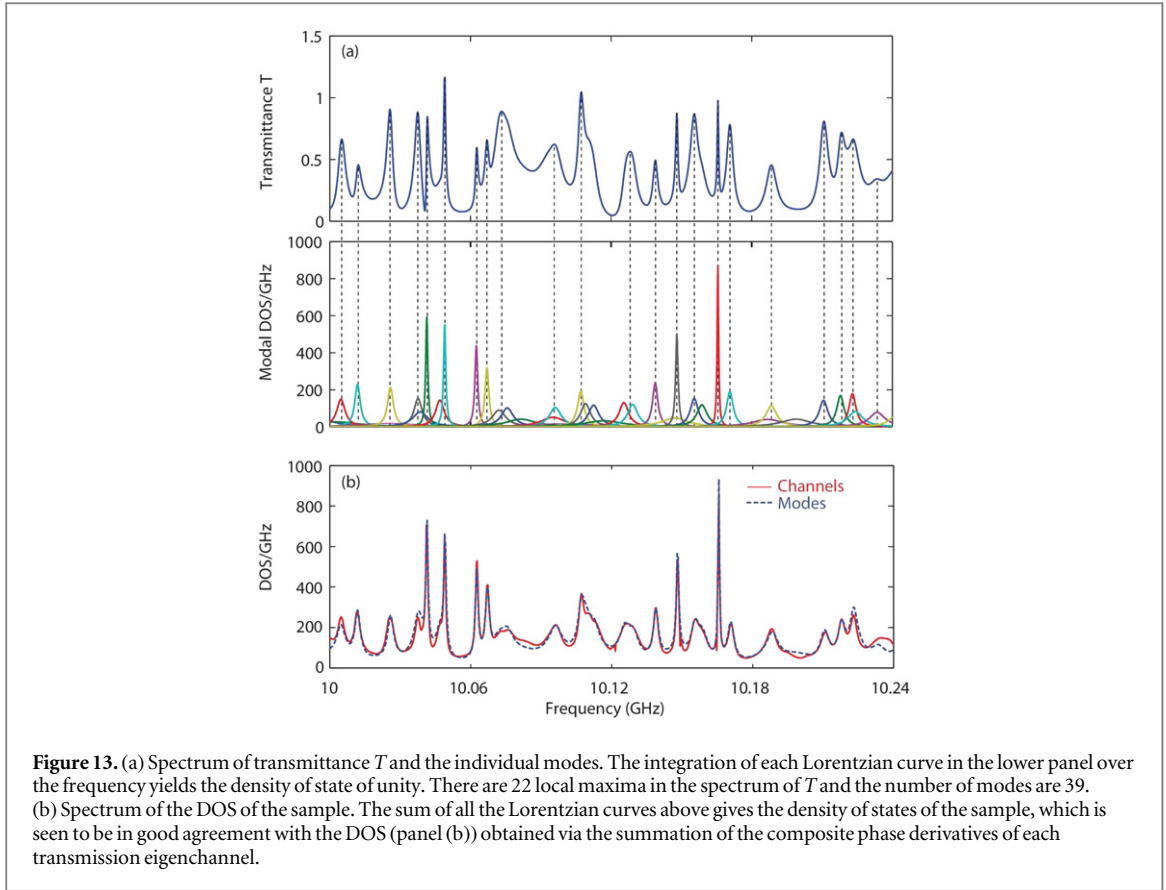 (a)
Transmittance T
1.5
1
0.5
0
Modal DOS/GHz
1000
800
600
400
200
0
(b)
Channels
Modes
DOS/GHz
1000
800
600
400
200
0
10 10.06 10.12 10.18 10.24
Frequency (GHz)
Figure 13. (a) Spectrum of transmittance T and the individual modes. The integration of each Lorentzian curve in the lower panel over
the frequency yields the density of state of unity. There are 22 local maxima in the spectrum of T and the number of modes are 39.
(b) Spectrum of the DOS of the sample. The sum of all the Lorentzian curves above gives the density of states of the sample, which is
seen to be in good agreement with the DOS (panel (b)) obtained via the summation of the composite phase derivatives of each
transmission eigenchannel.